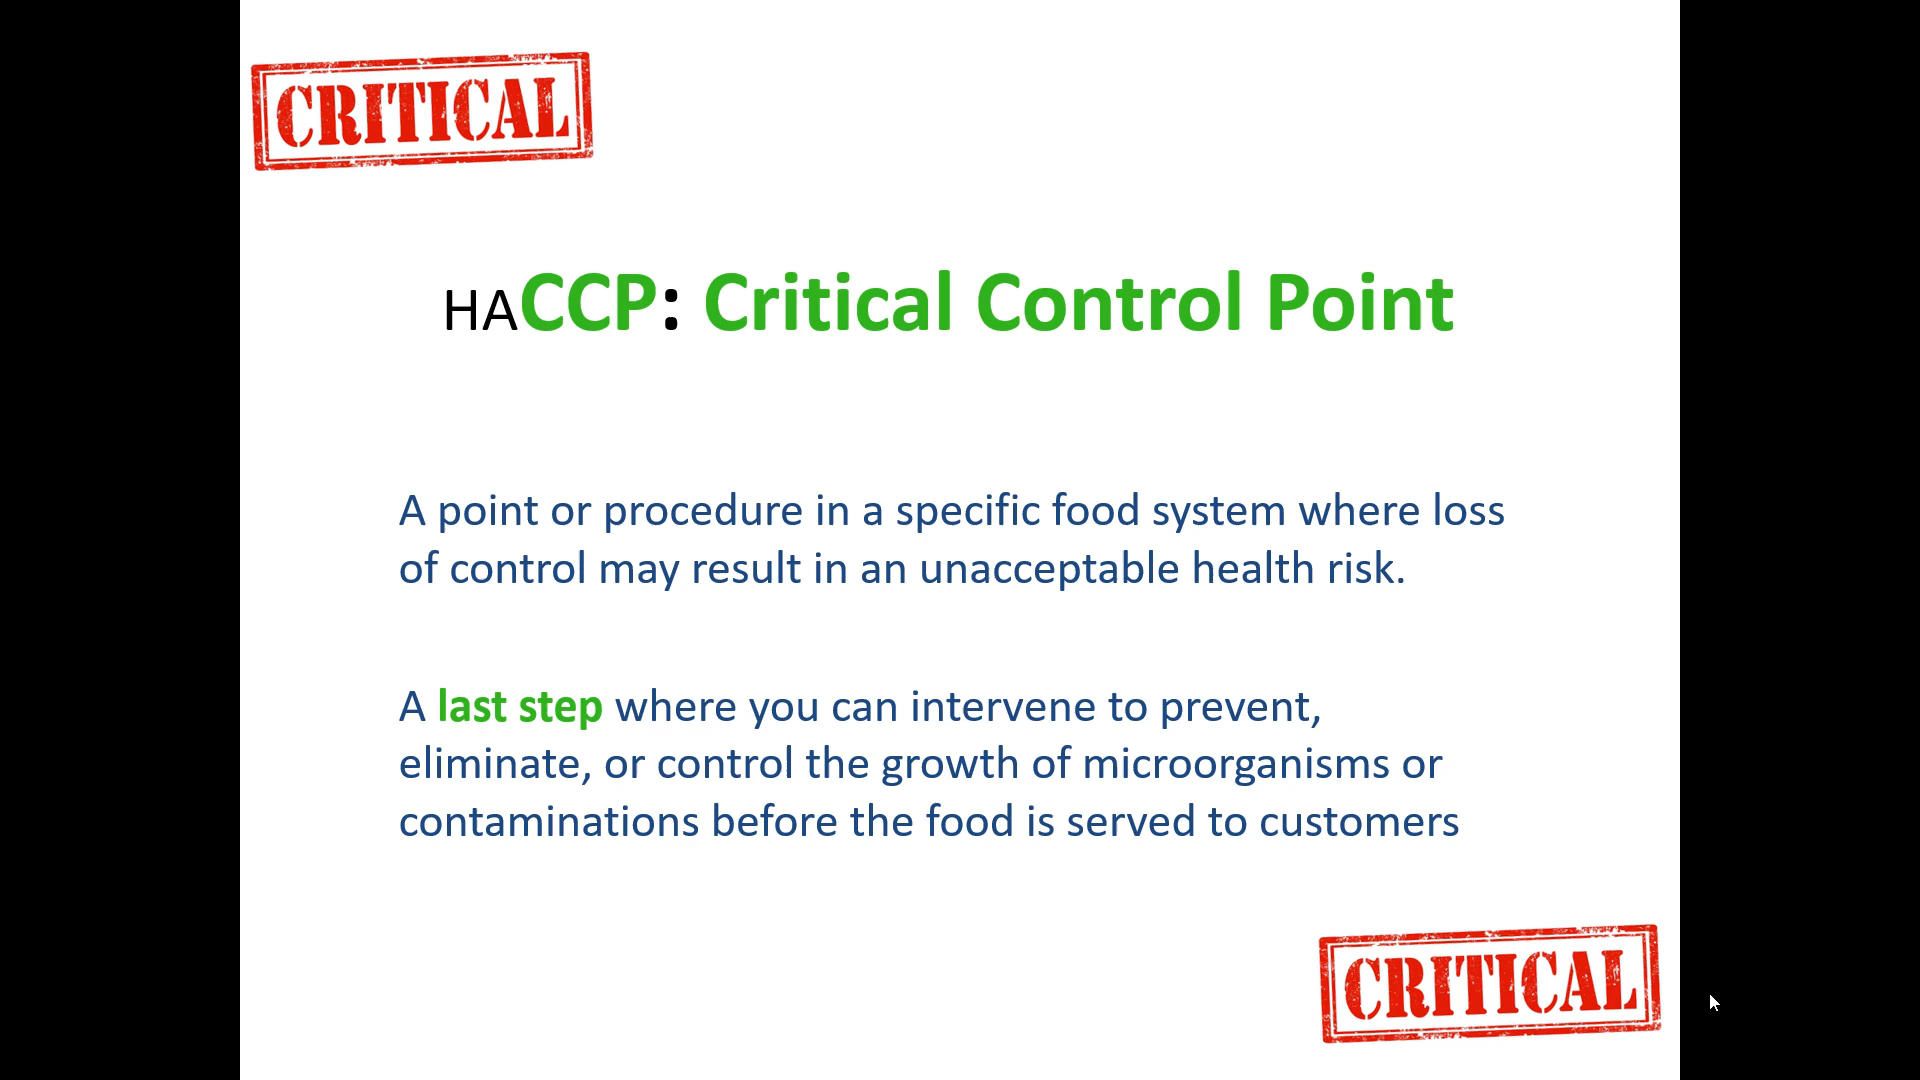 CRITICAL
HACCP: Critical Control Point
A point or procedure in a specific food system where loss
of control may result in an unacceptable health risk.
A last step where you can intervene to prevent,
eliminate, or control the growth of microorganisms or
contaminations before the food is served to customers
CRITICAL